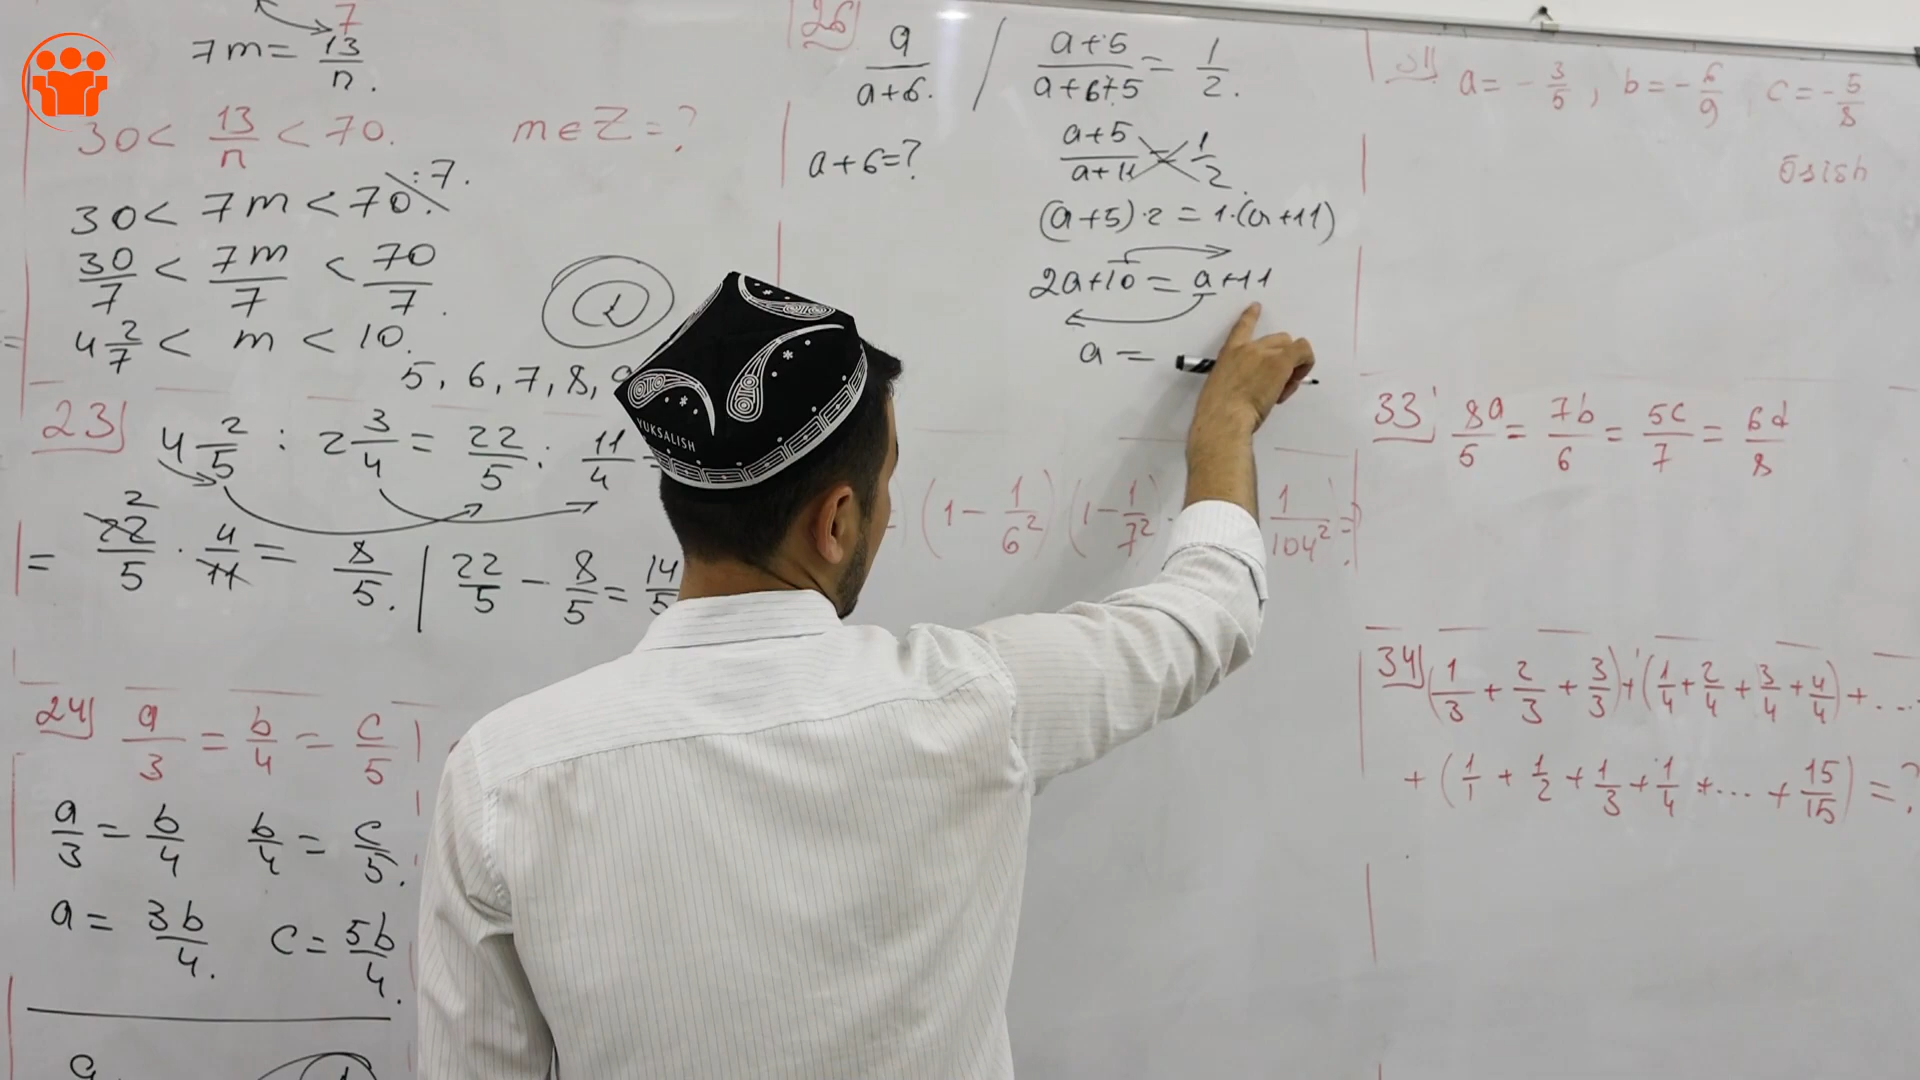 7
7m = 13/n.
30 < 13/n < 70. m∈Z = ?
30 < 7m < 70. :7.
30/7 < 7m/7 < 70/7.
4 2/7 < m < 10.
5, 6, 7, 8,
23) 4 2/5 : 2 3/4 = 22/5 : 11/4 =
2
= 22/5 · 4/11 = 8/5. | 22/5 - 8/5 = 14/5
24) a/3 = b/4 = c/5
a/3 = b/4 b/4 = c/5.
a = 3b/4. c = 5b/4.
a
26) a/(a+6). / (a+5)/(a+6+5) = 1/2.
a+6=? (a+5)/(a+11) = 1/2.
(a+5)·2 = 1·(a+11)
2a+10 = a+11
a =
(1 - 1/6²) (1 - 1/7²) 1/104² = ?
YUKSALISH
31) a = - 3/5, b = - 6/9, c = - 5/8
Osish
33) 8a/5 = 7b/6 = 5c/7 = 6d/8
34) (1/3 + 2/3 + 3/3) + (1/4 + 2/4 + 3/4 + 4/4) + ...
+ (1/1 + 1/2 + 1/3 + 1/4 + ... + 15/15) = ?